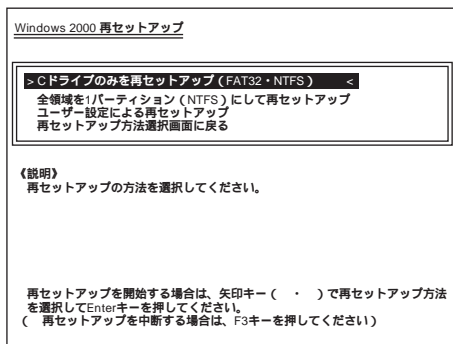 Windows 2000 再セットアップ
> Cドライブのみを再セットアップ（FAT32・NTFS） <
全領域を1パーティション（NTFS）にして再セットアップ
ユーザー設定による再セットアップ
再セットアップ方法選択画面に戻る
《説明》
再セットアップの方法を選択してください。
再セットアップを開始する場合は、矢印キー（　・　）で再セットアップ方法
を選択してEnterキーを押してください。
（　再セットアップを中断する場合は、F3キーを押してください）